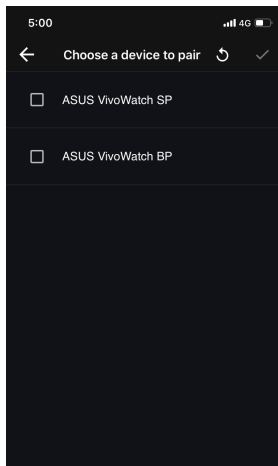 5:00 4G
Choose a device to pair
ASUS VivoWatch SP
ASUS VivoWatch BP